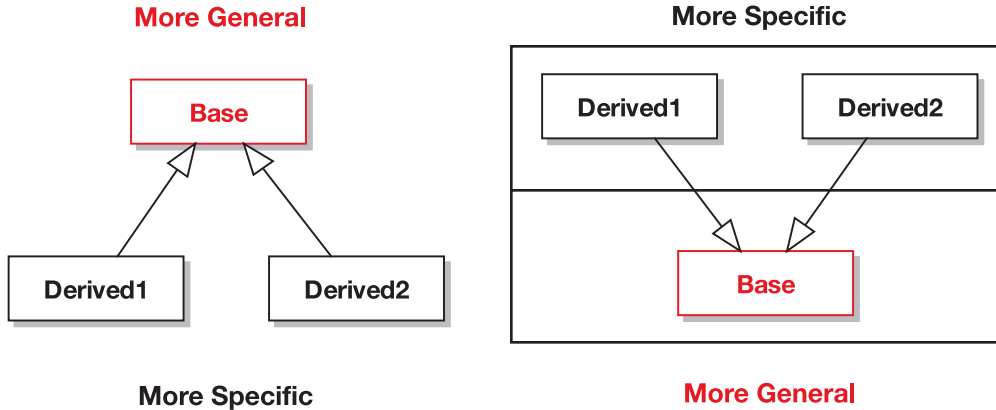 More General
Base
Derived1
Derived2
More Specific
More Specific
Derived1
Derived2
Base
More General